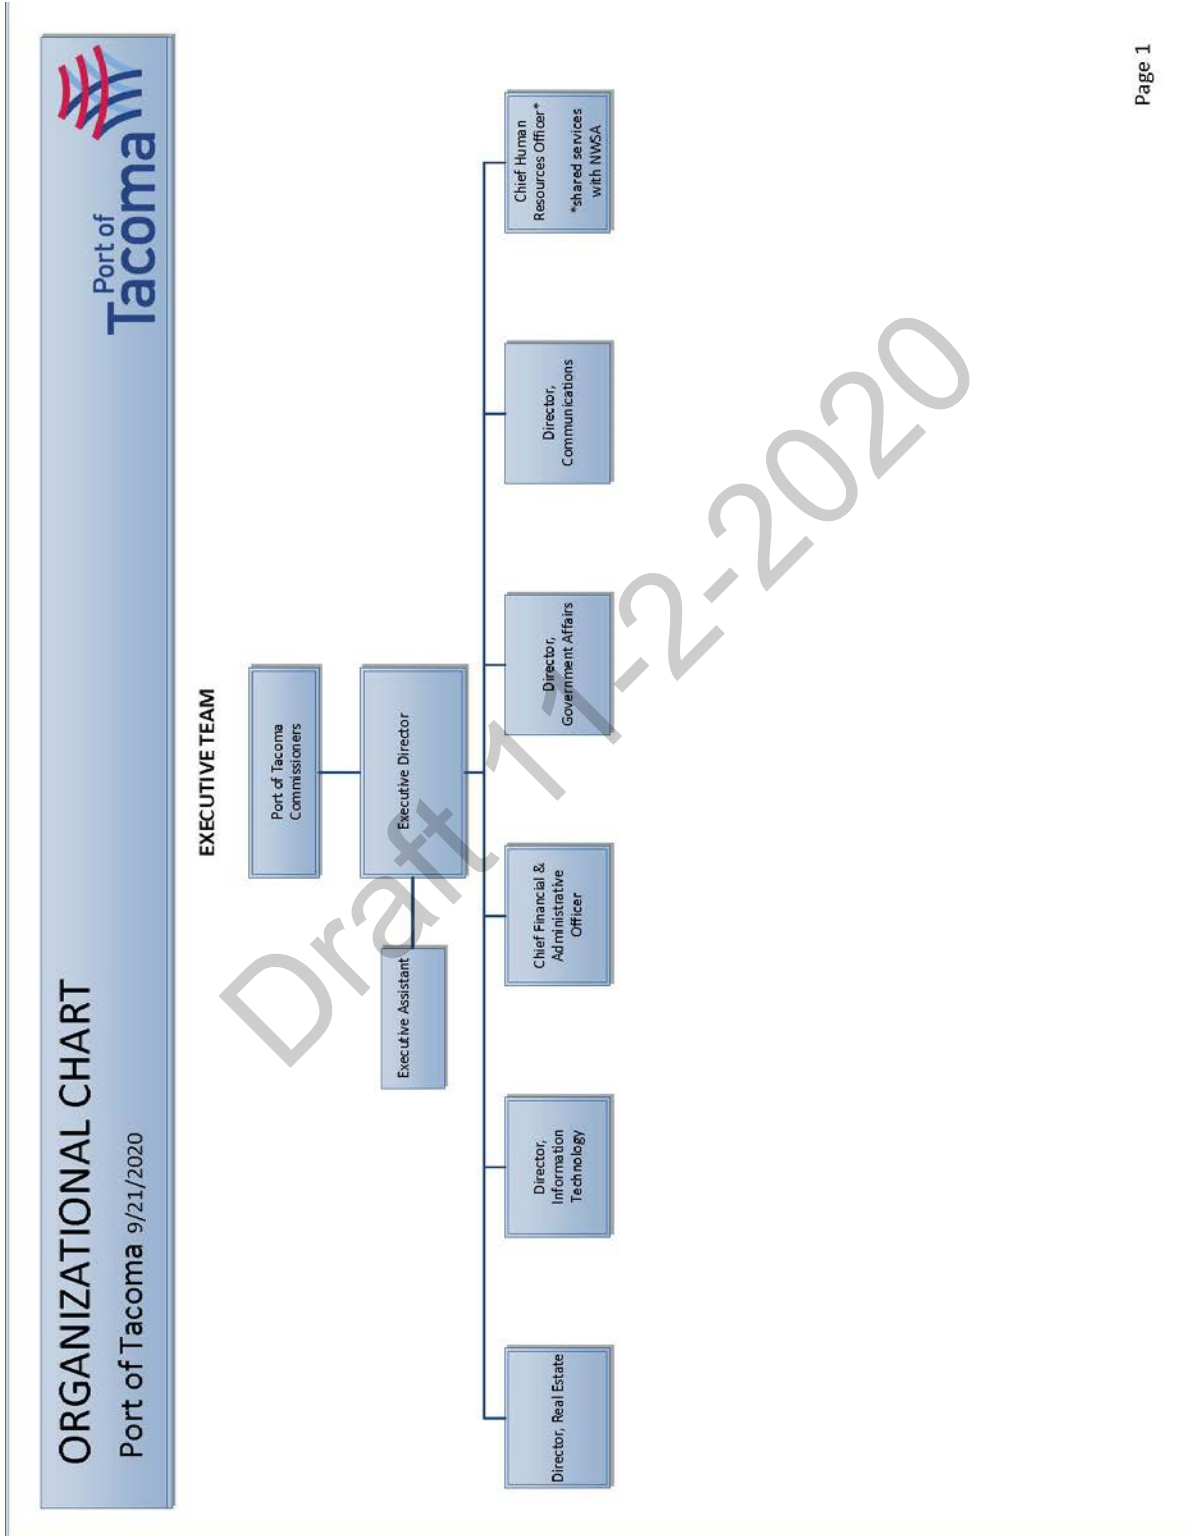 ORGANIZATIONAL CHART
Port of Tacoma 9/21/2020
Port of
Tacoma
EXECUTIVE TEAM
Port of Tacoma
Commissioners
Executive Director
Executive Assistant
Director, Real Estate
Director,
Information
Technology
Chief Financial &
Administrative
Officer
Director,
Government Affairs
Director,
Communications
Chief Human
Resources Officer*
*shared services
with NWSA
Draft 11-2-2020
Page 1